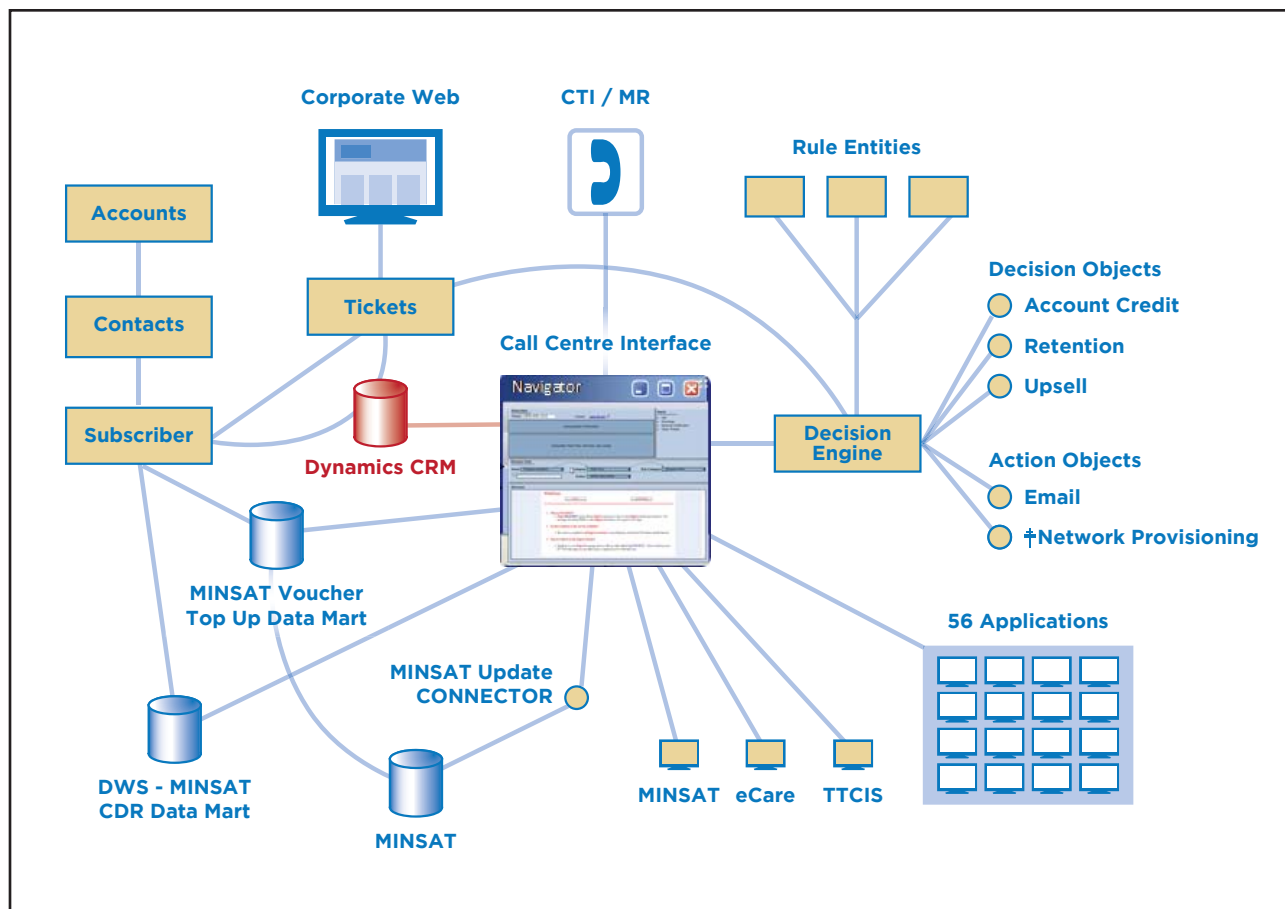 Corporate Web
CTI / MR
Rule Entities
Accounts
Contacts
Subscriber
Tickets
Dynamics CRM
Call Centre Interface
Navigator
Decision
Engine
Decision Objects
Account Credit
Retention
Upsell
Action Objects
Email
‡Network Provisioning
MINSAT Voucher
Top Up Data Mart
MINSAT Update
CONNECTOR
DWS - MINSAT
CDR Data Mart
MINSAT
MINSAT
eCare
TTCIS
56 Applications